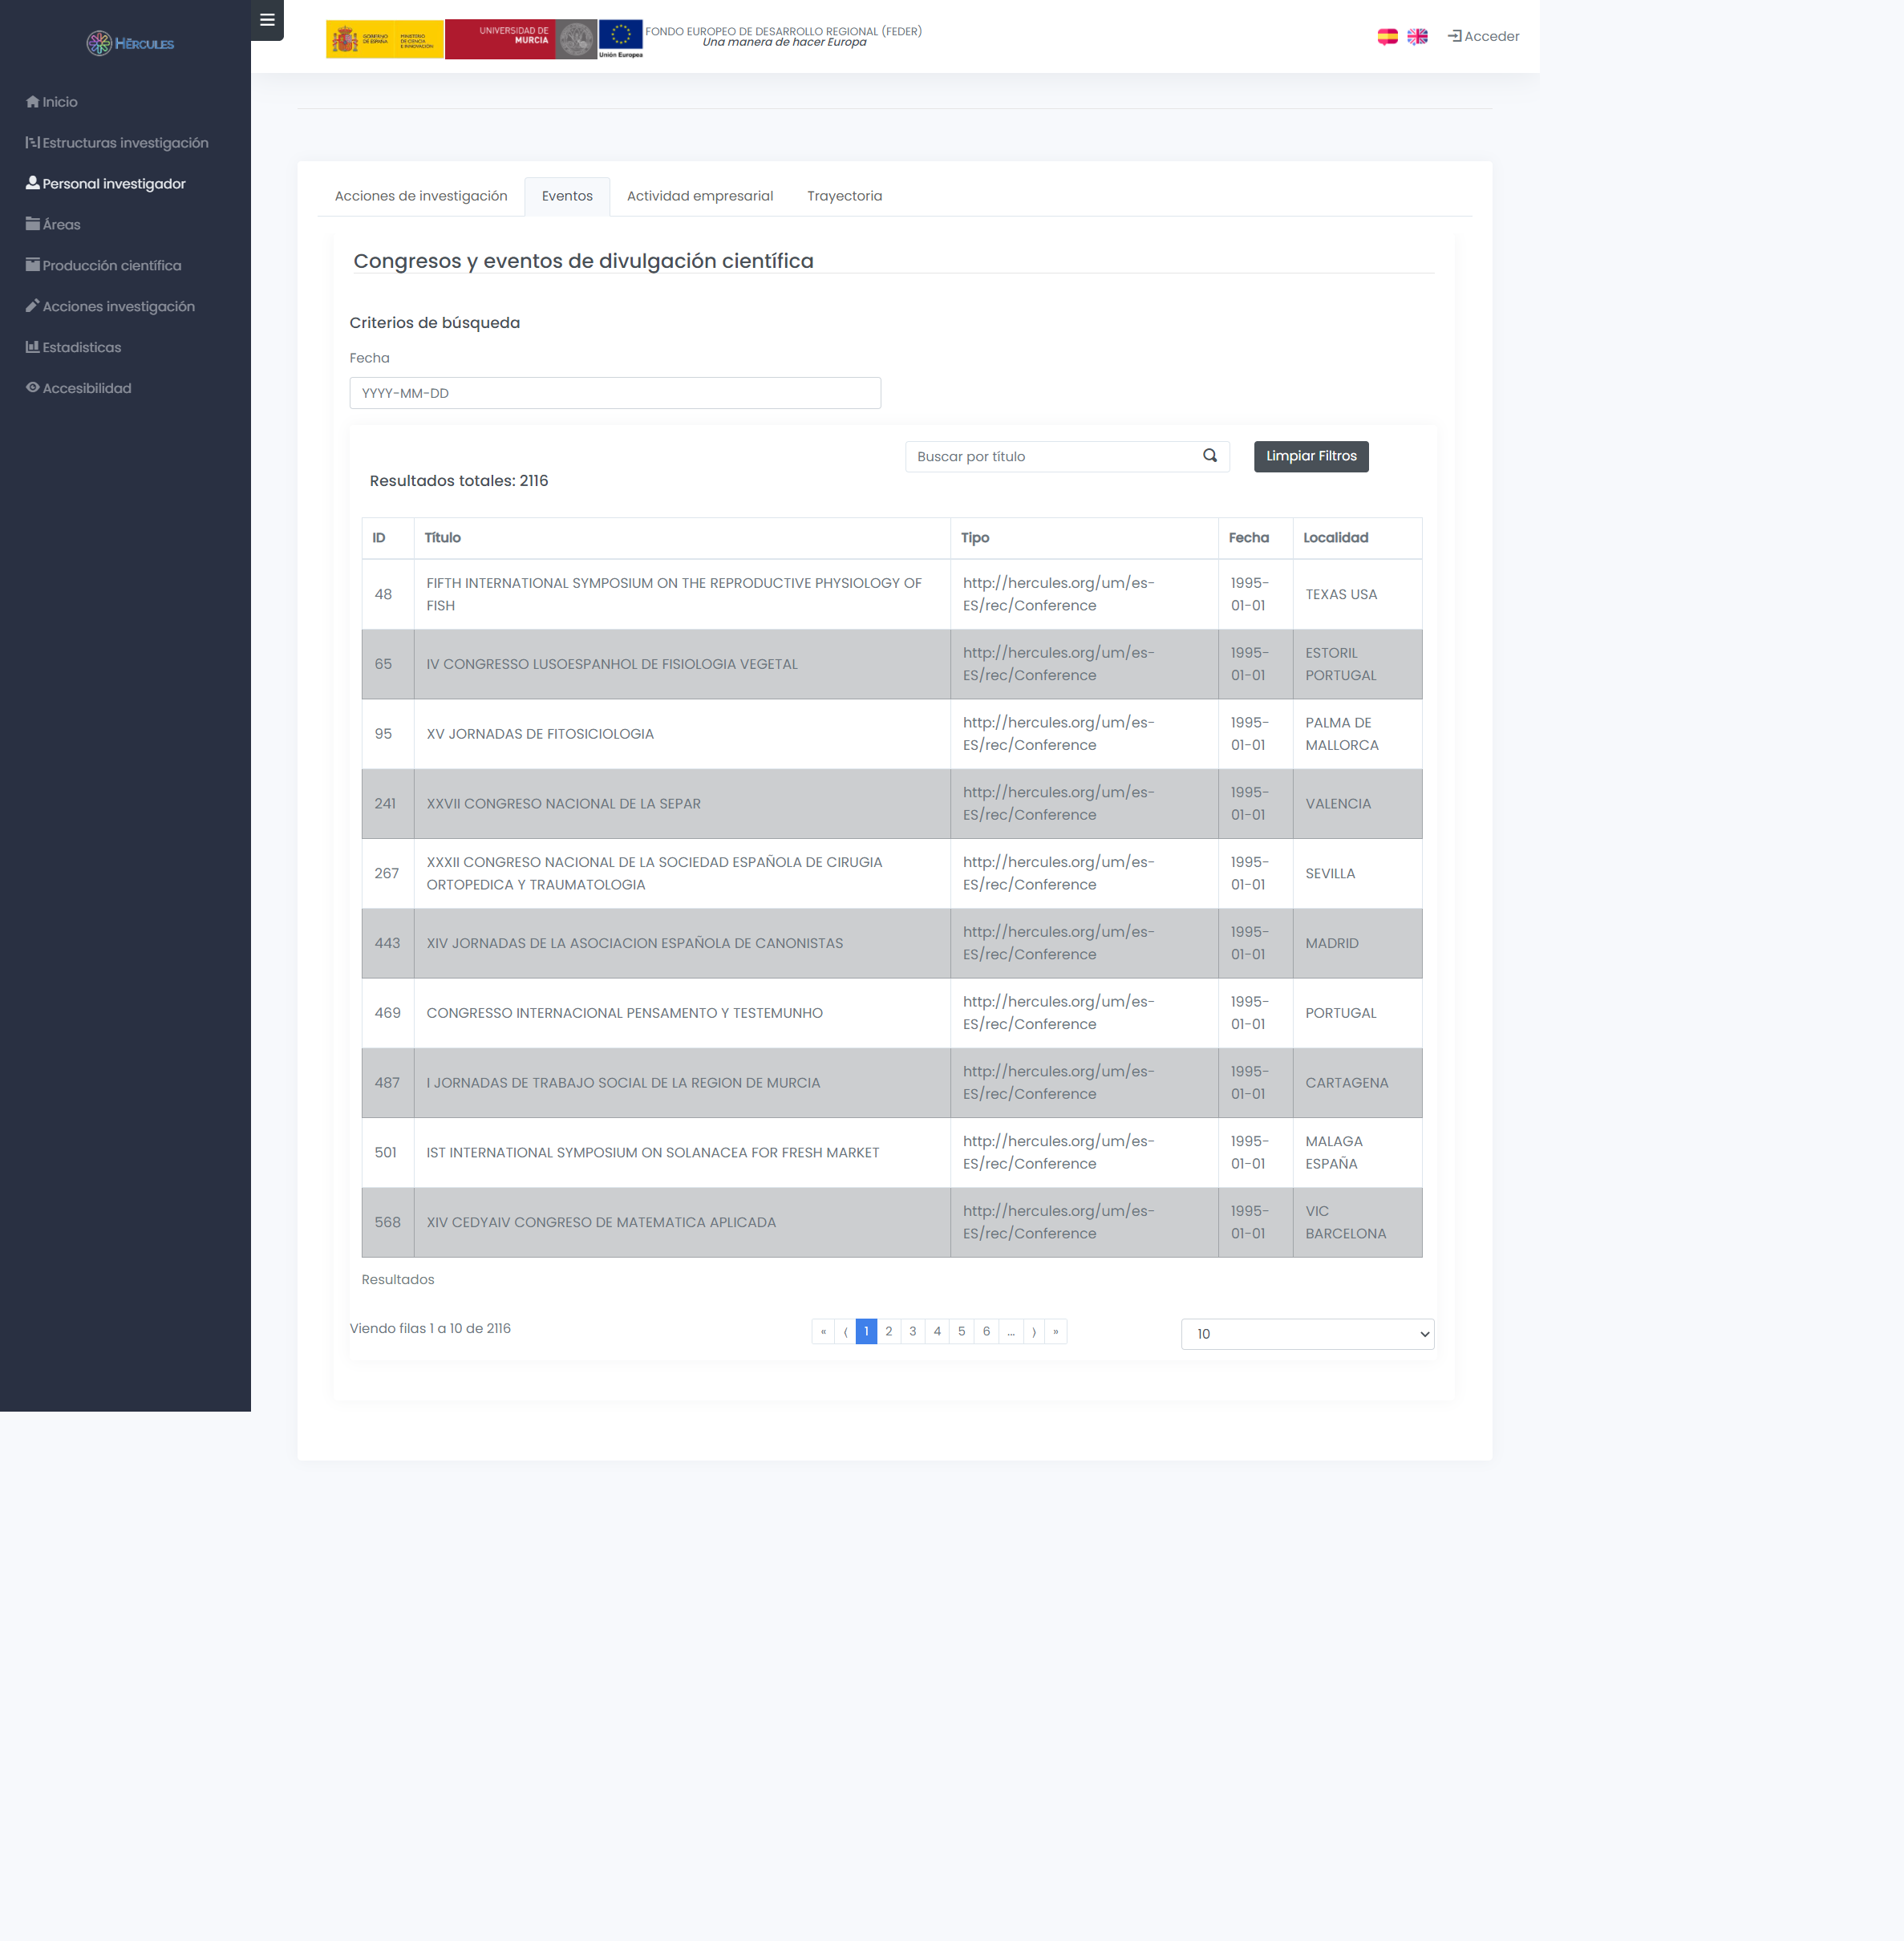 HÉRCULES
Inicio
Estructuras investigación
Personal investigador
Áreas
Producción científica
Acciones investigación
Estadisticas
Accesibilidad
GOBIERNO DE ESPAÑA
MINISTERIO DE CIENCIA E INNOVACIÓN
UNIVERSIDAD DE
MURCIA
Unión Europea
FONDO EUROPEO DE DESARROLLO REGIONAL (FEDER)
Una manera de hacer Europa
Acceder
Acciones de investigación Eventos Actividad empresarial Trayectoria
Congresos y eventos de divulgación científica
Criterios de búsqueda
Fecha
YYYY-MM-DD
Buscar por título
Limpiar Filtros
Resultados totales: 2116
ID Título Tipo Fecha Localidad
48 FIFTH INTERNATIONAL SYMPOSIUM ON THE REPRODUCTIVE PHYSIOLOGY OF
FISH
http://hercules.org/um/es-
ES/rec/Conference
1995-
01-01
TEXAS USA
65 IV CONGRESSO LUSOESPANHOL DE FISIOLOGIA VEGETAL
http://hercules.org/um/es-
ES/rec/Conference
1995-
01-01
ESTORIL
PORTUGAL
95 XV JORNADAS DE FITOSICIOLOGIA
http://hercules.org/um/es-
ES/rec/Conference
1995-
01-01
PALMA DE
MALLORCA
241 XXVII CONGRESO NACIONAL DE LA SEPAR
http://hercules.org/um/es-
ES/rec/Conference
1995-
01-01
VALENCIA
267 XXXII CONGRESO NACIONAL DE LA SOCIEDAD ESPAÑOLA DE CIRUGIA
ORTOPEDICA Y TRAUMATOLOGIA
http://hercules.org/um/es-
ES/rec/Conference
1995-
01-01
SEVILLA
443 XIV JORNADAS DE LA ASOCIACION ESPAÑOLA DE CANONISTAS
http://hercules.org/um/es-
ES/rec/Conference
1995-
01-01
MADRID
469 CONGRESSO INTERNACIONAL PENSAMENTO Y TESTEMUNHO
http://hercules.org/um/es-
ES/rec/Conference
1995-
01-01
PORTUGAL
487 I JORNADAS DE TRABAJO SOCIAL DE LA REGION DE MURCIA
http://hercules.org/um/es-
ES/rec/Conference
1995-
01-01
CARTAGENA
501 IST INTERNATIONAL SYMPOSIUM ON SOLANACEA FOR FRESH MARKET
http://hercules.org/um/es-
ES/rec/Conference
1995-
01-01
MALAGA
ESPAÑA
568 XIV CEDYAIV CONGRESO DE MATEMATICA APLICADA
http://hercules.org/um/es-
ES/rec/Conference
1995-
01-01
VIC
BARCELONA
Resultados
Viendo filas 1 a 10 de 2116
« ⟨ 1 2 3 4 5 6 ... ⟩ »
10